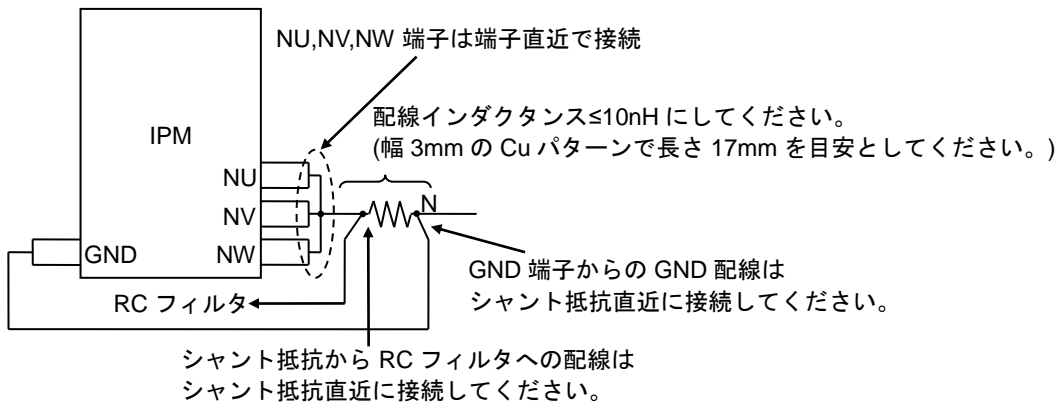 NU,NV,NW 端子は端子直近で接続
配線インダクタンス≤10nH にしてください。
(幅 3mm の Cu パターンで長さ 17mm を目安としてください。)
IPM
NU
N
NV
GND
NW
GND 端子からの GND 配線は
シャント抵抗直近に接続してください。
RC フィルタ
シャント抵抗から RC フィルタへの配線は
シャント抵抗直近に接続してください。